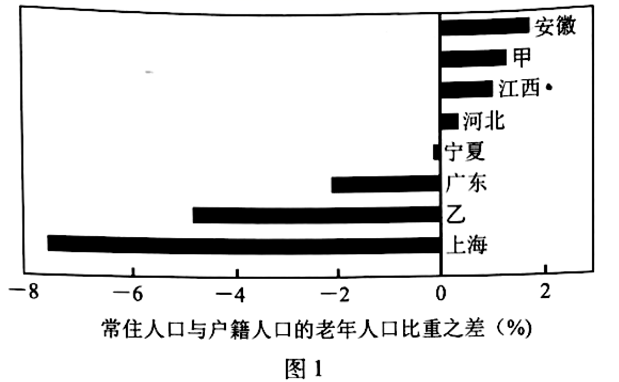 安徽
甲
江西
河北
宁夏
广东
乙
上海
-8 -6 -4 -2 0 2
常住人口与户籍人口的老年人口比重之差(%)
图1